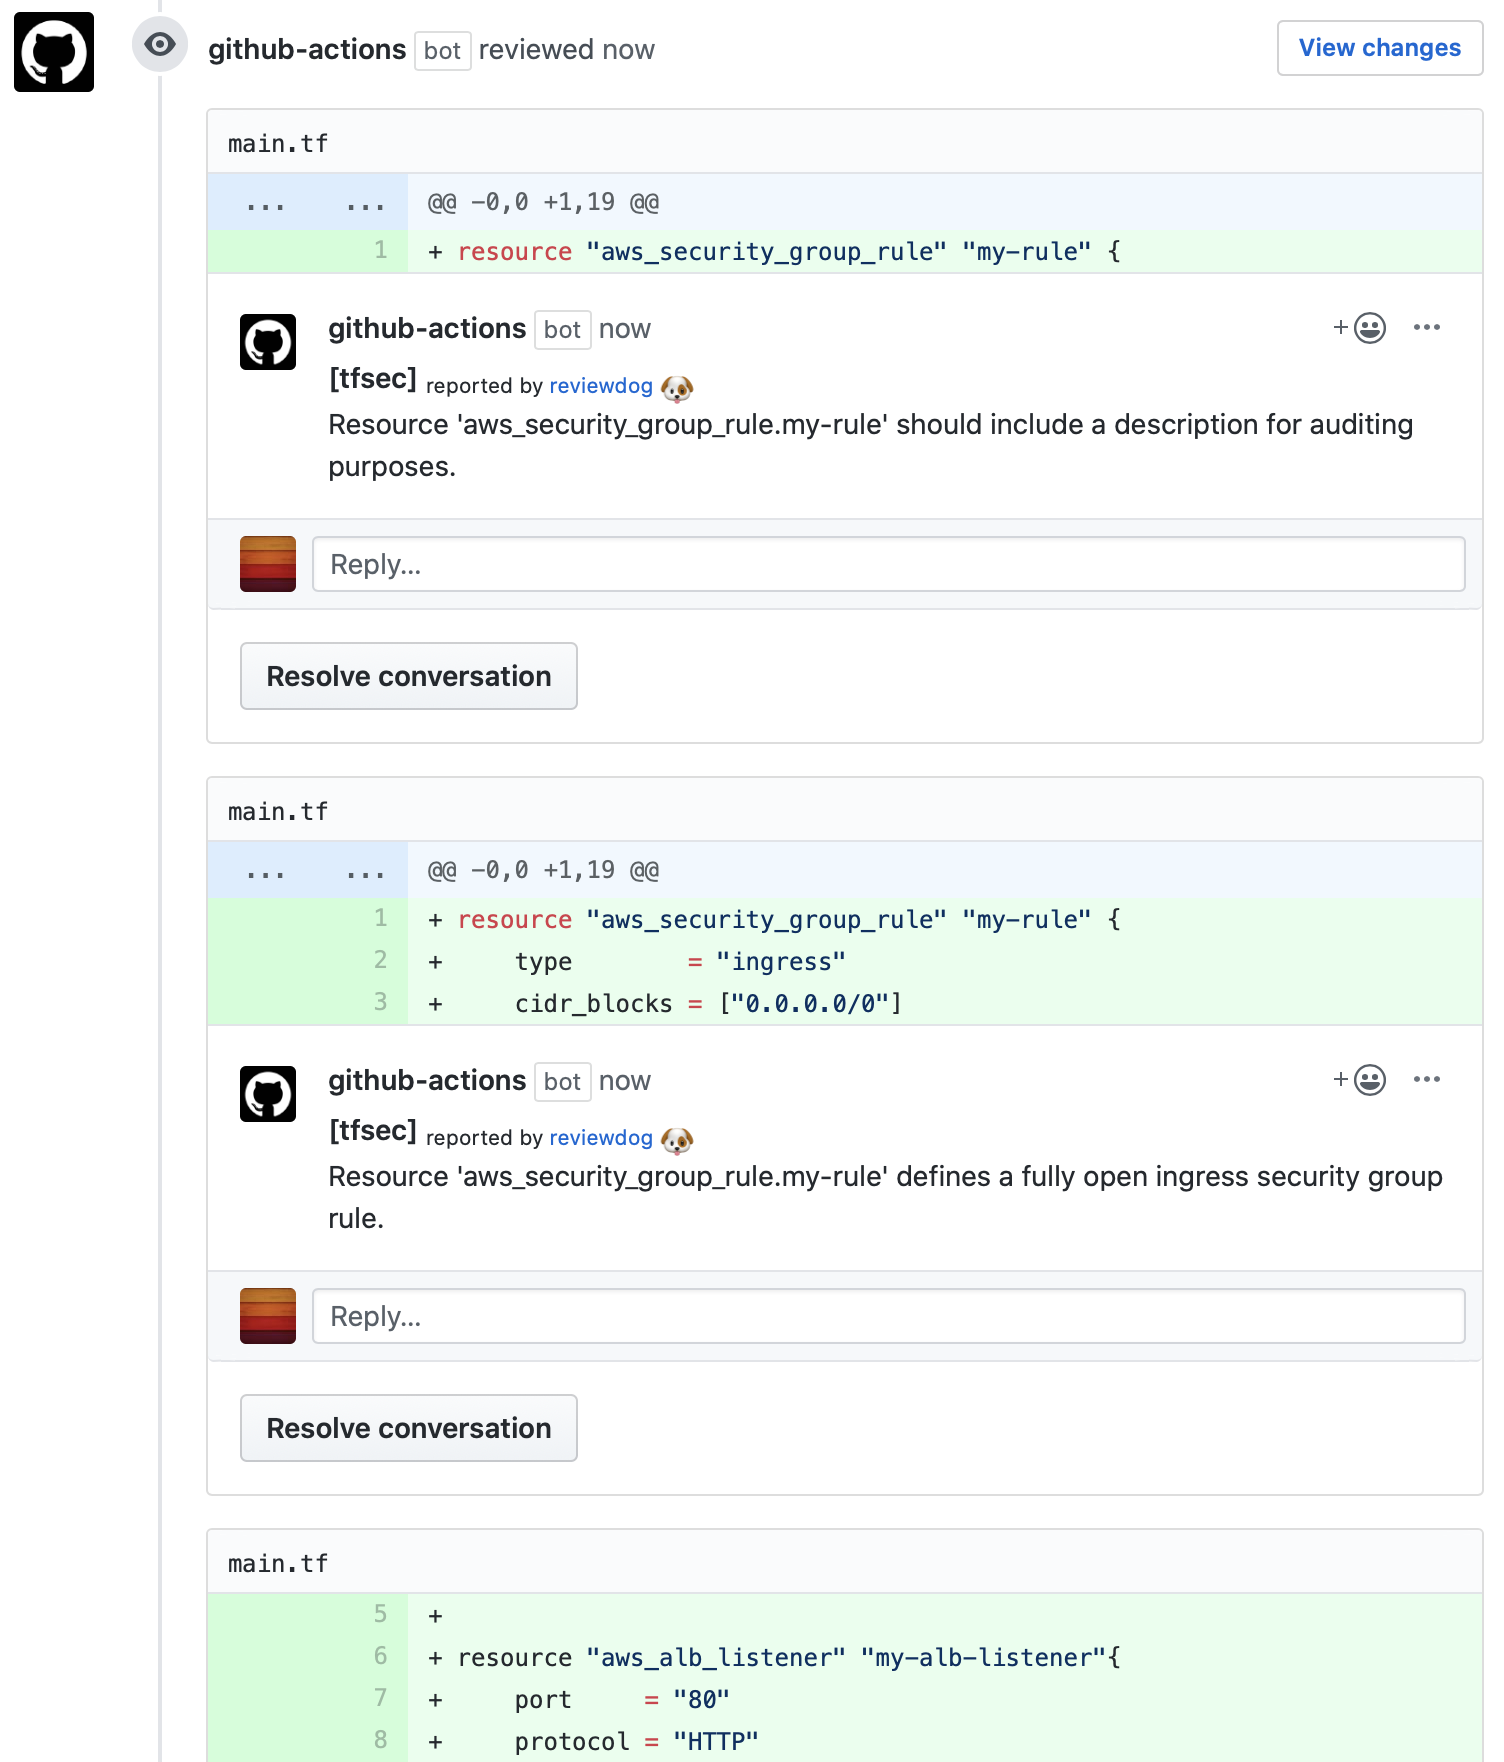 github-actions bot reviewed now
View changes
main.tf
... ... @@ -0,0 +1,19 @@
1 + resource "aws_security_group_rule" "my-rule" {
github-actions bot now
[tfsec] reported by reviewdog 🐶
Resource 'aws_security_group_rule.my-rule' should include a description for auditing
purposes.
Reply...
Resolve conversation
main.tf
... ... @@ -0,0 +1,19 @@
1 + resource "aws_security_group_rule" "my-rule" {
2 +     type        = "ingress"
3 +     cidr_blocks = ["0.0.0.0/0"]
github-actions bot now
[tfsec] reported by reviewdog 🐶
Resource 'aws_security_group_rule.my-rule' defines a fully open ingress security group
rule.
Reply...
Resolve conversation
main.tf
5 +
6 + resource "aws_alb_listener" "my-alb-listener"{
7 +     port     = "80"
8 +     protocol = "HTTP"